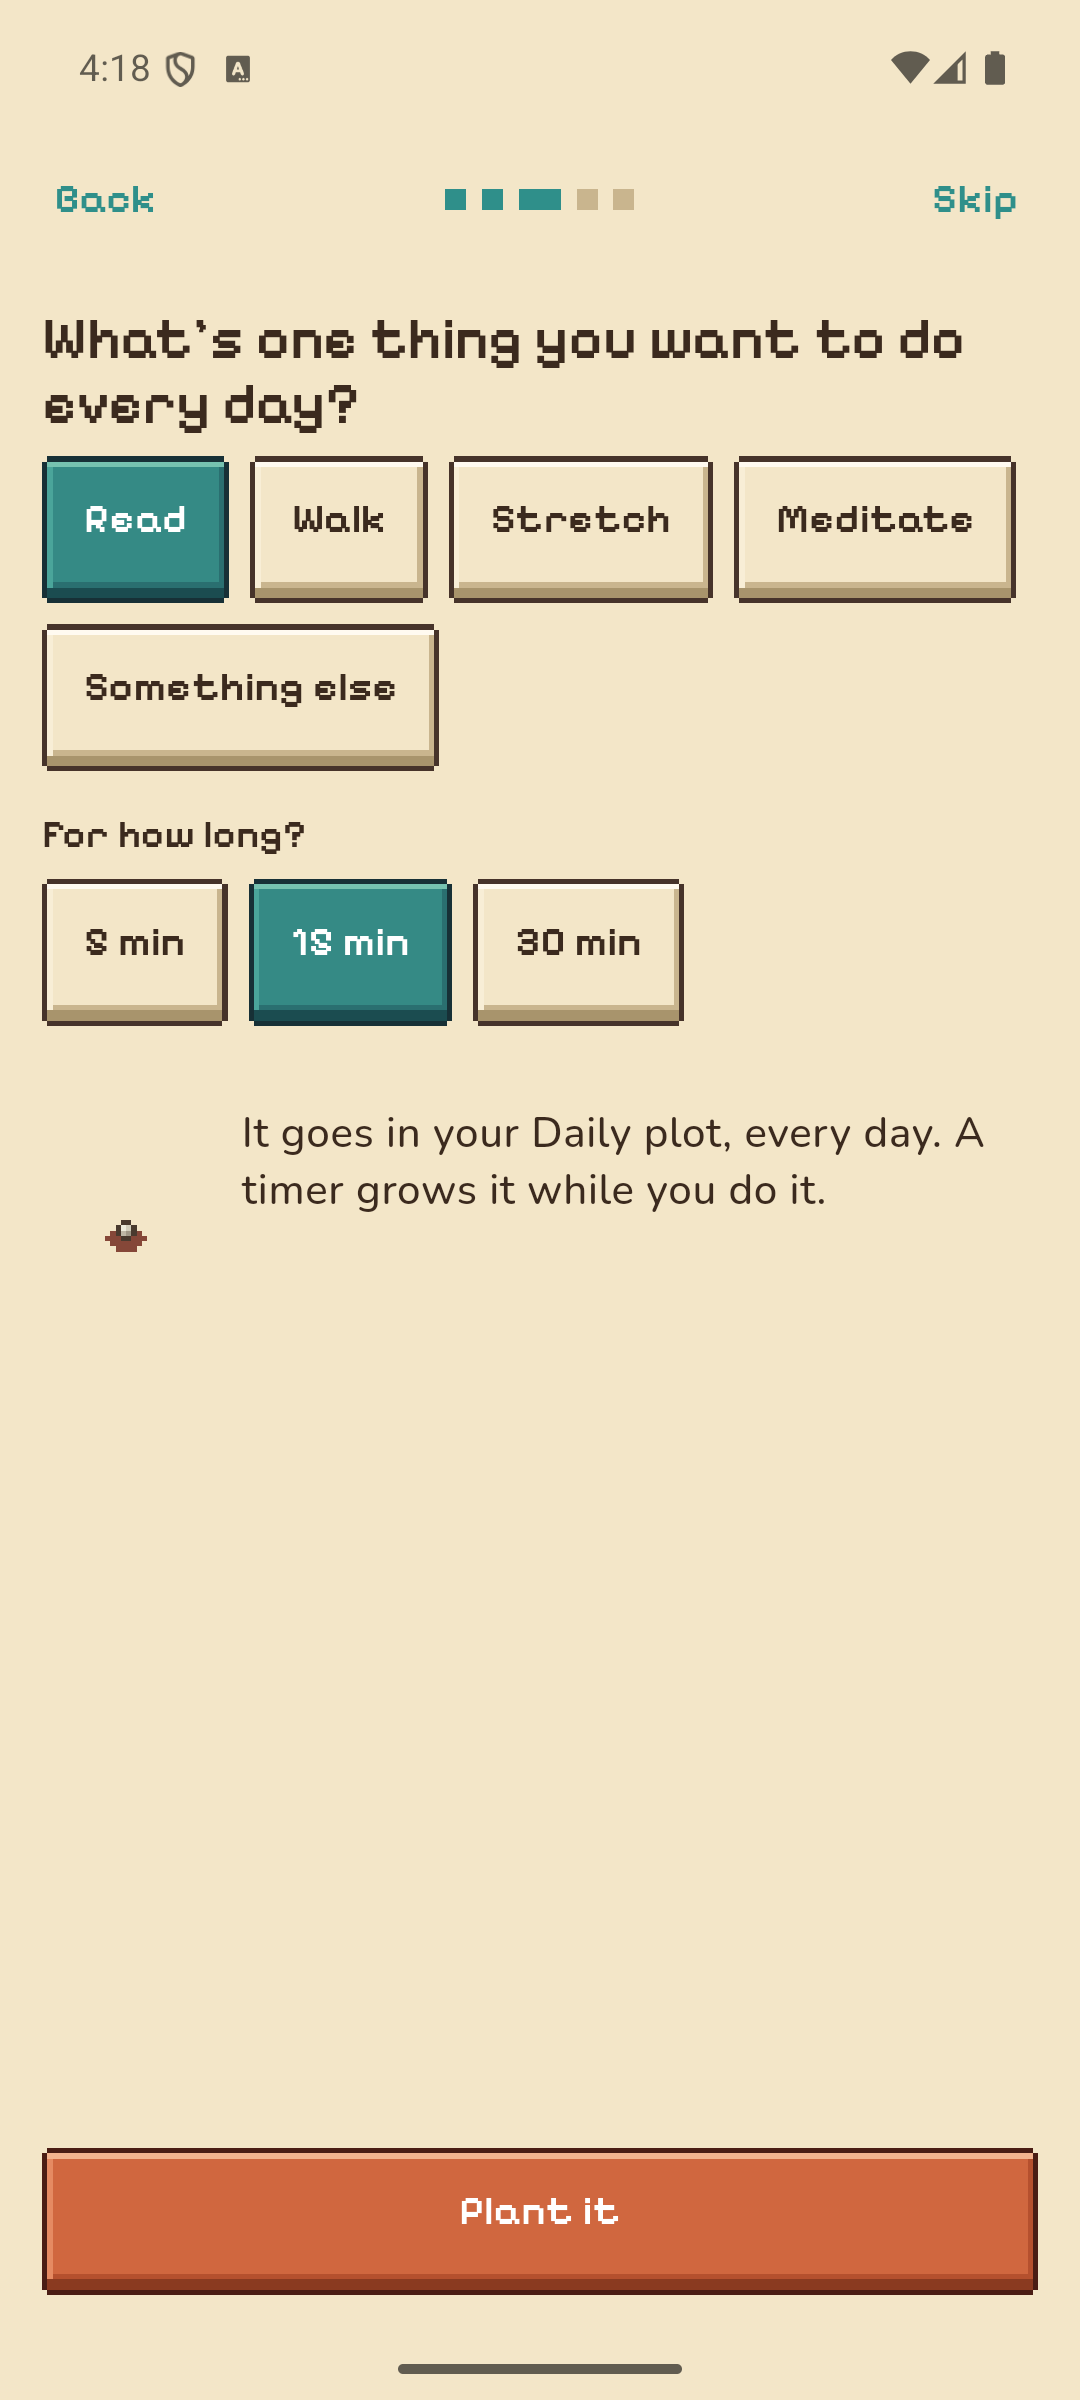 4:18
Back
Skip
What's one thing you want to do
every day?
Read
Walk
Stretch
Meditate
Something else
For how long?
5 min
15 min
30 min
It goes in your Daily plot, every day. A
timer grows it while you do it.
Plant it